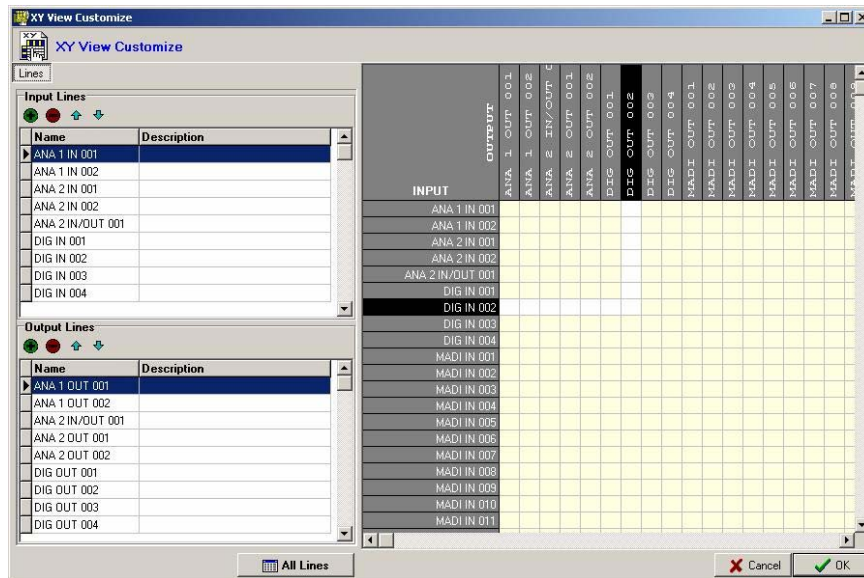 XY View Customize
XY View Customize
Lines
Input Lines
Name Description
ANA 1 IN 001
ANA 1 IN 002
ANA 2 IN 001
ANA 2 IN 002
ANA 2 IN/OUT 001
DIG IN 001
DIG IN 002
DIG IN 003
DIG IN 004
Output Lines
Name Description
ANA 1 OUT 001
ANA 1 OUT 002
ANA 2 IN/OUT 001
ANA 2 OUT 001
ANA 2 OUT 002
DIG OUT 001
DIG OUT 002
DIG OUT 003
DIG OUT 004
All Lines
OUTPUT
INPUT
ANA 1 OUT 001
ANA 1 OUT 002
ANA 2 IN/OUT
ANA 2 OUT 001
ANA 2 OUT 002
DIG OUT 001
DIG OUT 002
DIG OUT 003
DIG OUT 004
MADI OUT 001
MADI OUT 002
MADI OUT 003
MADI OUT 004
MADI OUT 005
MADI OUT 006
MADI OUT 007
MADI OUT 008
MADI OUT 009
ANA 1 IN 001
ANA 1 IN 002
ANA 2 IN 001
ANA 2 IN 002
ANA 2 IN/OUT 001
DIG IN 001
DIG IN 002
DIG IN 003
DIG IN 004
MADI IN 001
MADI IN 002
MADI IN 003
MADI IN 004
MADI IN 005
MADI IN 006
MADI IN 007
MADI IN 008
MADI IN 009
MADI IN 010
MADI IN 011
Cancel
OK